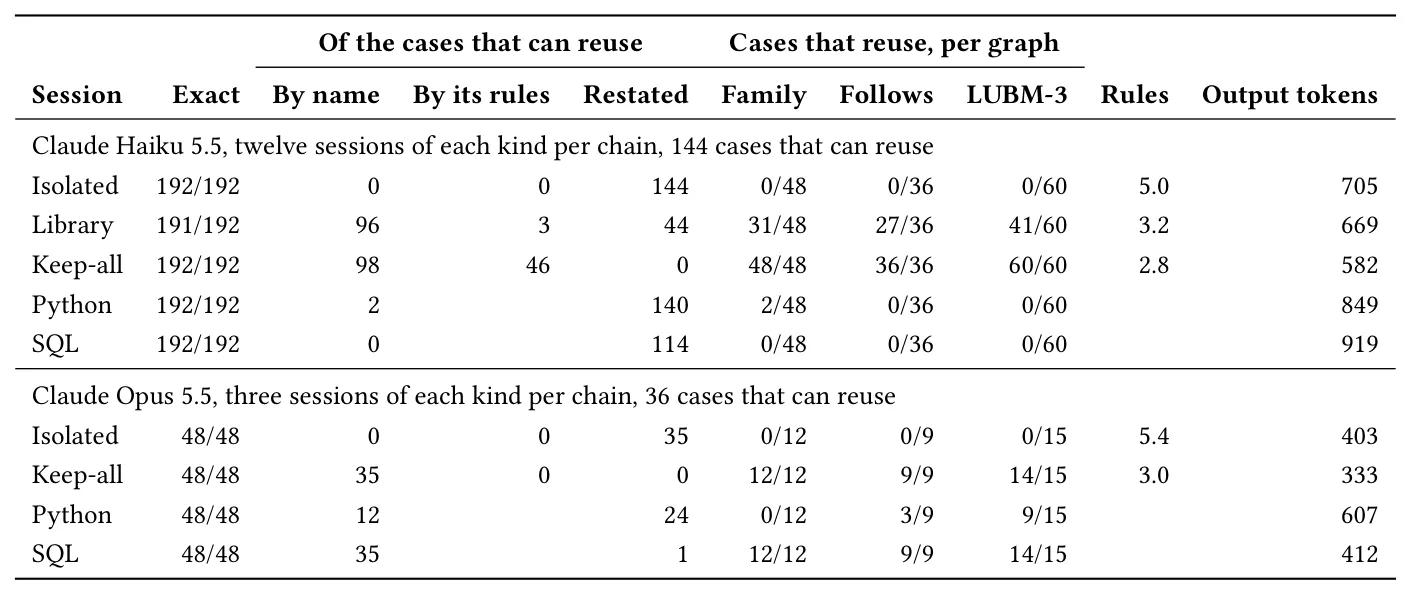 Of the cases that can reuse Cases that reuse, per graph
Session Exact By name By its rules Restated Family Follows LUBM-3 Rules Output tokens
Claude Haiku 5.5, twelve sessions of each kind per chain, 144 cases that can reuse
Isolated 192/192 0 0 144 0/48 0/36 0/60 5.0 705
Library 191/192 96 3 44 31/48 27/36 41/60 3.2 669
Keep-all 192/192 98 46 0 48/48 36/36 60/60 2.8 582
Python 192/192 2 140 2/48 0/36 0/60 849
SQL 192/192 0 114 0/48 0/36 0/60 919
Claude Opus 5.5, three sessions of each kind per chain, 36 cases that can reuse
Isolated 48/48 0 0 35 0/12 0/9 0/15 5.4 403
Keep-all 48/48 35 0 0 12/12 9/9 14/15 3.0 333
Python 48/48 12 24 0/12 3/9 9/15 607
SQL 48/48 35 1 12/12 9/9 14/15 412